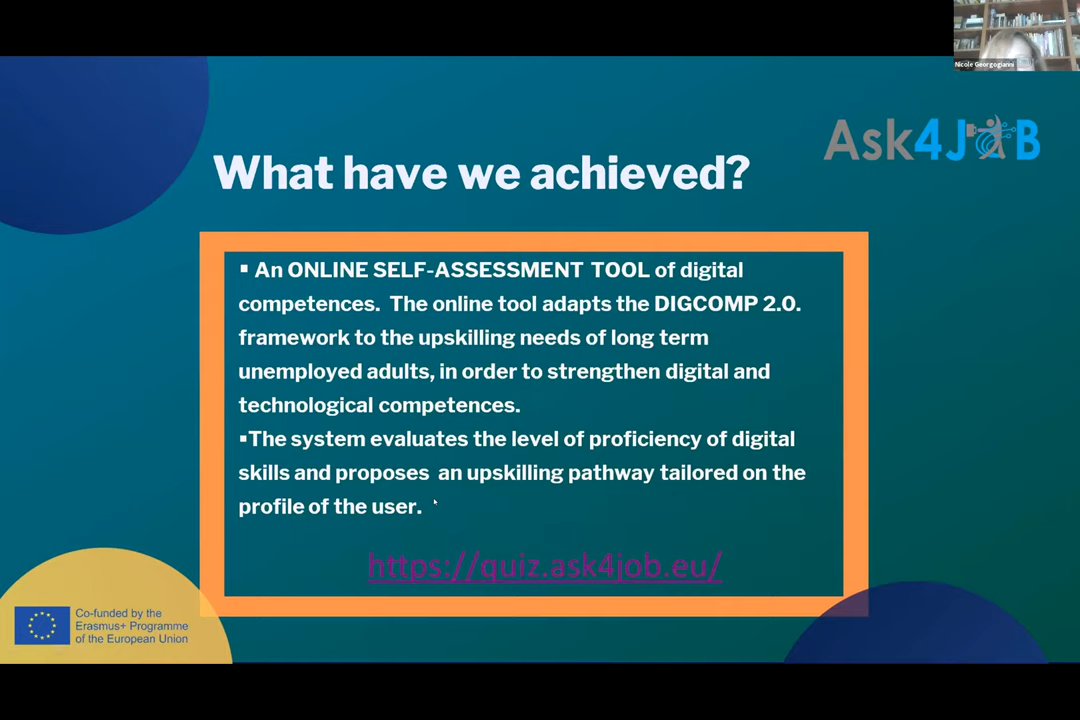 Nicole Georgogianni
Ask4JOB
What have we achieved?
▪ An ONLINE SELF-ASSESSMENT TOOL of digital
competences. The online tool adapts the DIGCOMP 2.0.
framework to the upskilling needs of long term
unemployed adults, in order to strengthen digital and
technological competences.
▪The system evaluates the level of proficiency of digital
skills and proposes an upskilling pathway tailored on the
profile of the user.
https://quiz.ask4job.eu/
Co-funded by the
Erasmus+ Programme
of the European Union